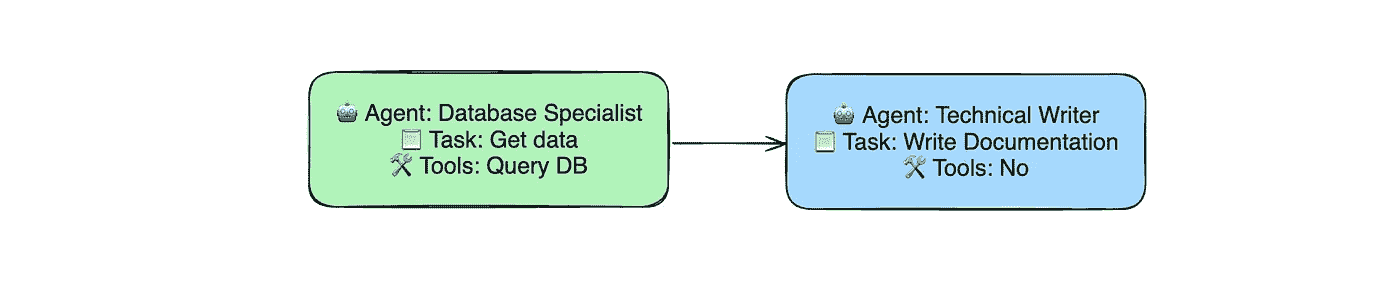 🤖 Agent: Database Specialist
🗒️ Task: Get data
🛠️ Tools: Query DB
🤖 Agent: Technical Writer
🗒️ Task: Write Documentation
🛠️ Tools: No